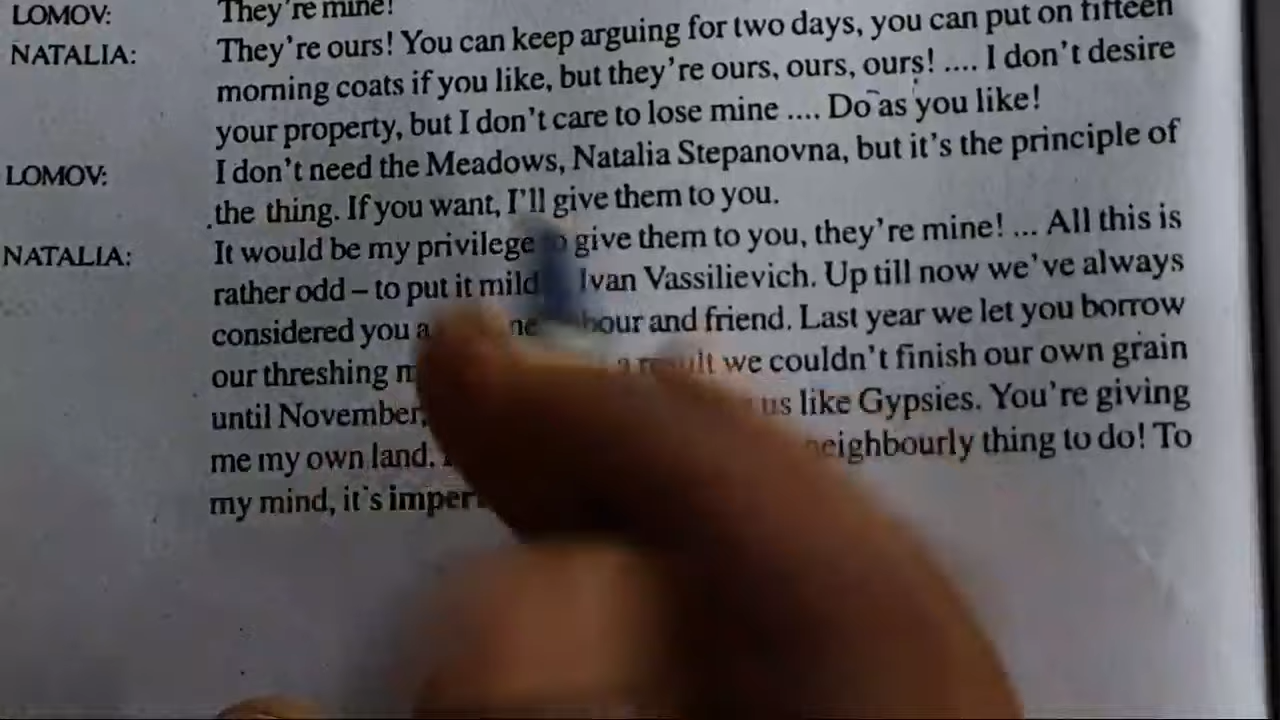 LOMOV: They're mine!
NATALIA: They're ours! You can keep arguing for two days, you can put on fifteen
morning coats if you like, but they're ours, ours, ours! .... I don't desire
your property, but I don't care to lose mine .... Do as you like!
LOMOV: I don't need the Meadows, Natalia Stepanovna, but it's the principle of
the thing. If you want, I'll give them to you.
NATALIA: It would be my privilege to give them to you, they're mine! ... All this is
rather odd – to put it Ivan Vassilievich. Up till now we've always
considered you and friend. Last year we let you borrow
our threshing a result we couldn't finish our own grain
until November, us like Gypsies. You're giving
me my own land. neighbourly thing to do! To
my mind, it's